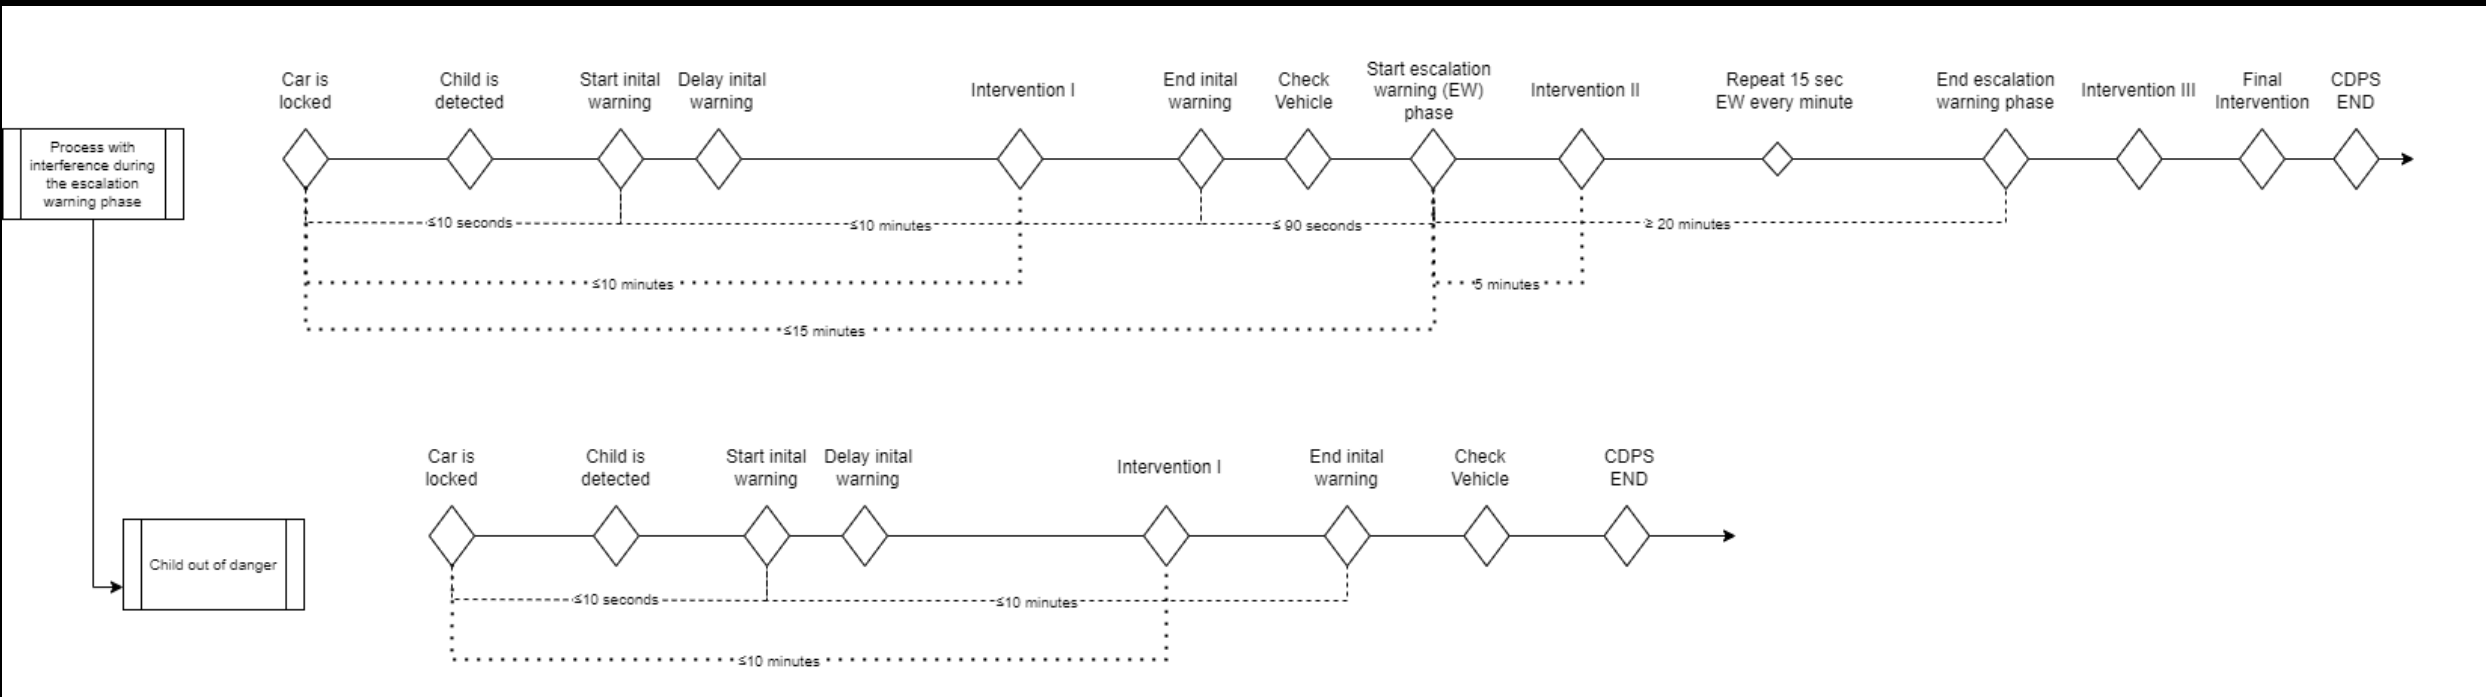 Car is
locked
Child is
detected
Start inital
warning
Delay inital
warning
Intervention I
End inital
warning
Check
Vehicle
Start escalation
warning (EW)
phase
Intervention II
Repeat 15 sec
EW every minute
End escalation
warning phase
Intervention III
Final
Intervention
CDPS
END
Process with
interference during
the escalation
warning phase
≤10 seconds
≤10 minutes
≤ 90 seconds
≥ 20 minutes
≤10 minutes
5 minutes
≤15 minutes
Car is
locked
Child is
detected
Start inital
warning
Delay inital
warning
Intervention I
End inital
warning
Check
Vehicle
CDPS
END
Child out of danger
≤10 seconds
≤10 minutes
≤10 minutes